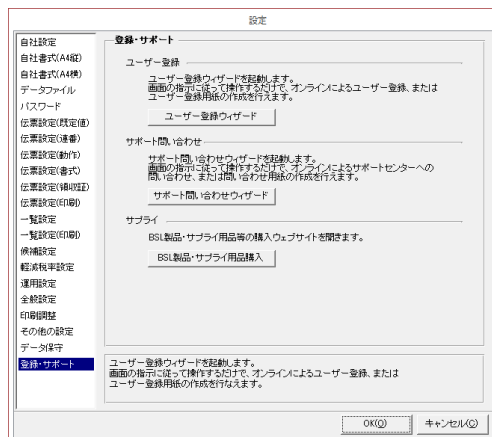 設定
自社設定
自社書式(A4縦)
自社書式(A4横)
データファイル
パスワード
伝票設定(既定値)
伝票設定(連番)
伝票設定(動作)
伝票設定(書式)
伝票設定(領収証)
伝票設定(印刷)
一覧設定
一覧設定(印刷)
候補設定
軽減税率設定
運用設定
全般設定
印刷調整
その他の設定
データ保守
登録・サポート
登録・サポート
ユーザー登録
ユーザー登録ウィザードを起動します。
画面の指示に従って操作するだけで、オンラインによるユーザー登録、または
ユーザー登録用紙の作成を行えます。
ユーザー登録ウィザード
サポート問い合わせ
サポート問い合わせウィザードを起動します。
画面の指示に従って操作するだけで、オンラインによるサポートセンターへの
問い合わせ、または問い合わせ用紙の作成を行えます。
サポート問い合わせウィザード
サプライ
BSL製品・サプライ用品等の購入ウェブサイトを開きます。
BSL製品・サプライ用品購入
ユーザー登録ウィザードを起動します。
画面の指示に従って操作するだけで、オンラインによるユーザー登録、または
ユーザー登録用紙の作成を行なえます。
OK(O)
キャンセル(C)